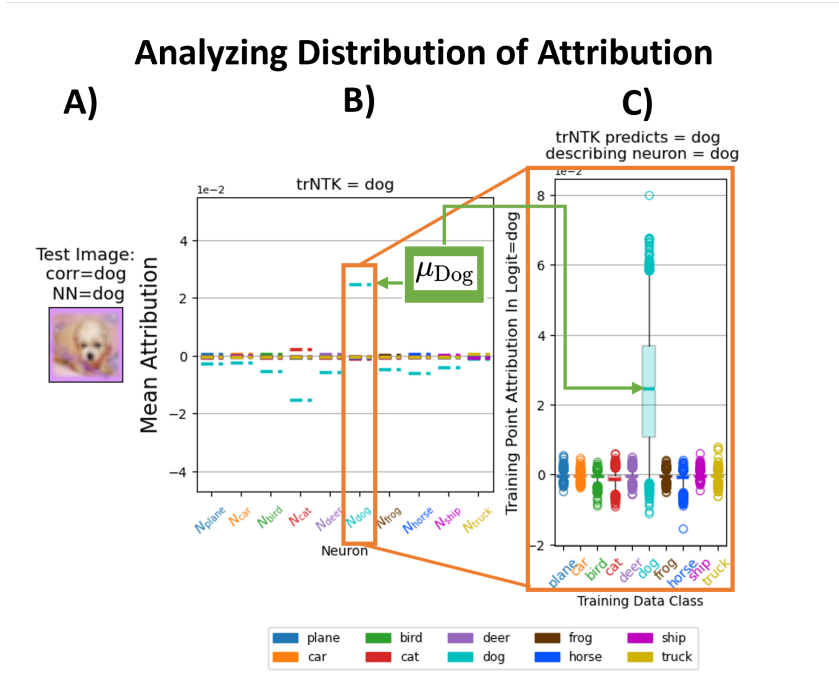 Analyzing Distribution of Attribution
A)
B)
C)
Test Image:
corr=dog
NN=dog
trNTK = dog
1e−2
Mean Attribution
4
2
0
−2
−4
μDog
Nplane
Ncar
Nbird
Ncat
Ndeer
Ndog
Nfrog
Nhorse
Nship
Ntruck
Neuron
trNTK predicts = dog
describing neuron = dog
1e−2
Training Point Attribution In Logit=dog
8
6
4
2
0
−2
plane
car
bird
cat
deer
dog
frog
horse
ship
truck
Training Data Class
plane bird deer frog ship
car cat dog horse truck